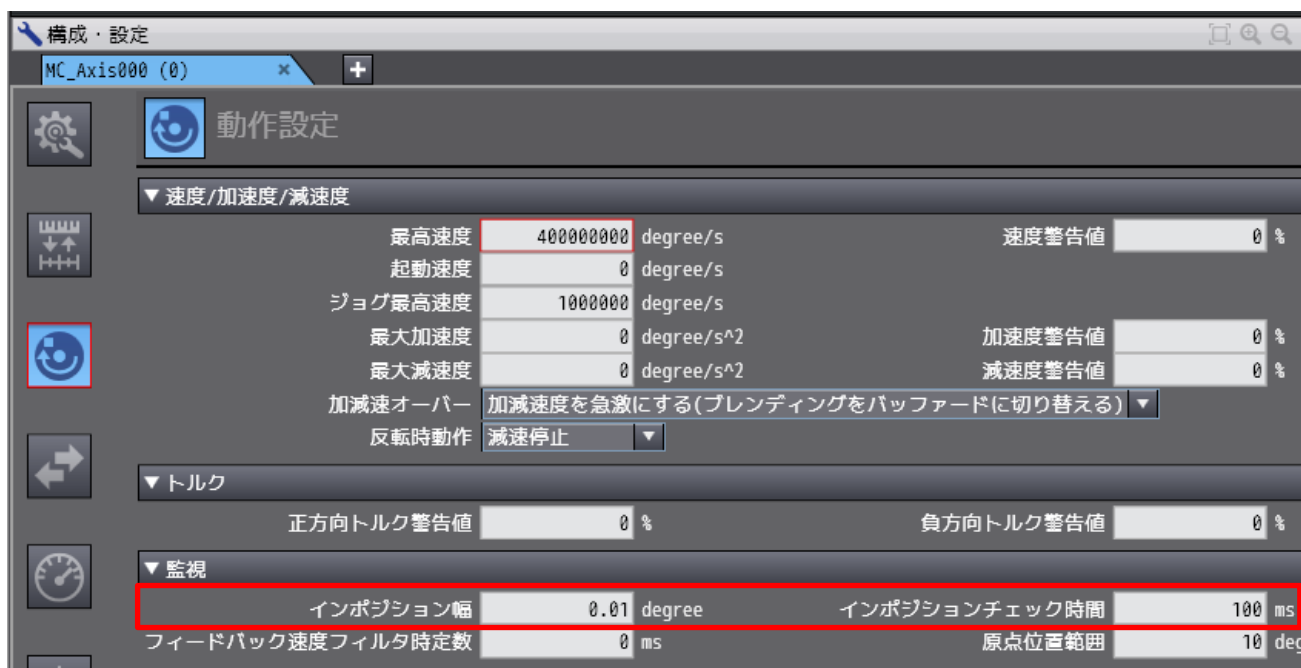 構成・設定
MC_Axis000 (0) × +
動作設定
▼速度/加速度/減速度
最高速度 400000000 degree/s 速度警告値 0 %
起動速度 0 degree/s
ジョグ最高速度 1000000 degree/s
最大加速度 0 degree/s^2 加速度警告値 0 %
最大減速度 0 degree/s^2 減速度警告値 0 %
加減速オーバー 加減速度を急激にする(ブレンディングをバッファードに切り替える) ▼
反転時動作 減速停止 ▼
▼トルク
正方向トルク警告値 0 % 負方向トルク警告値 0 %
▼監視
インポジション幅 0.01 degree インポジションチェック時間 100 ms
フィードバック速度フィルタ時定数 0 ms 原点位置範囲 10 deg